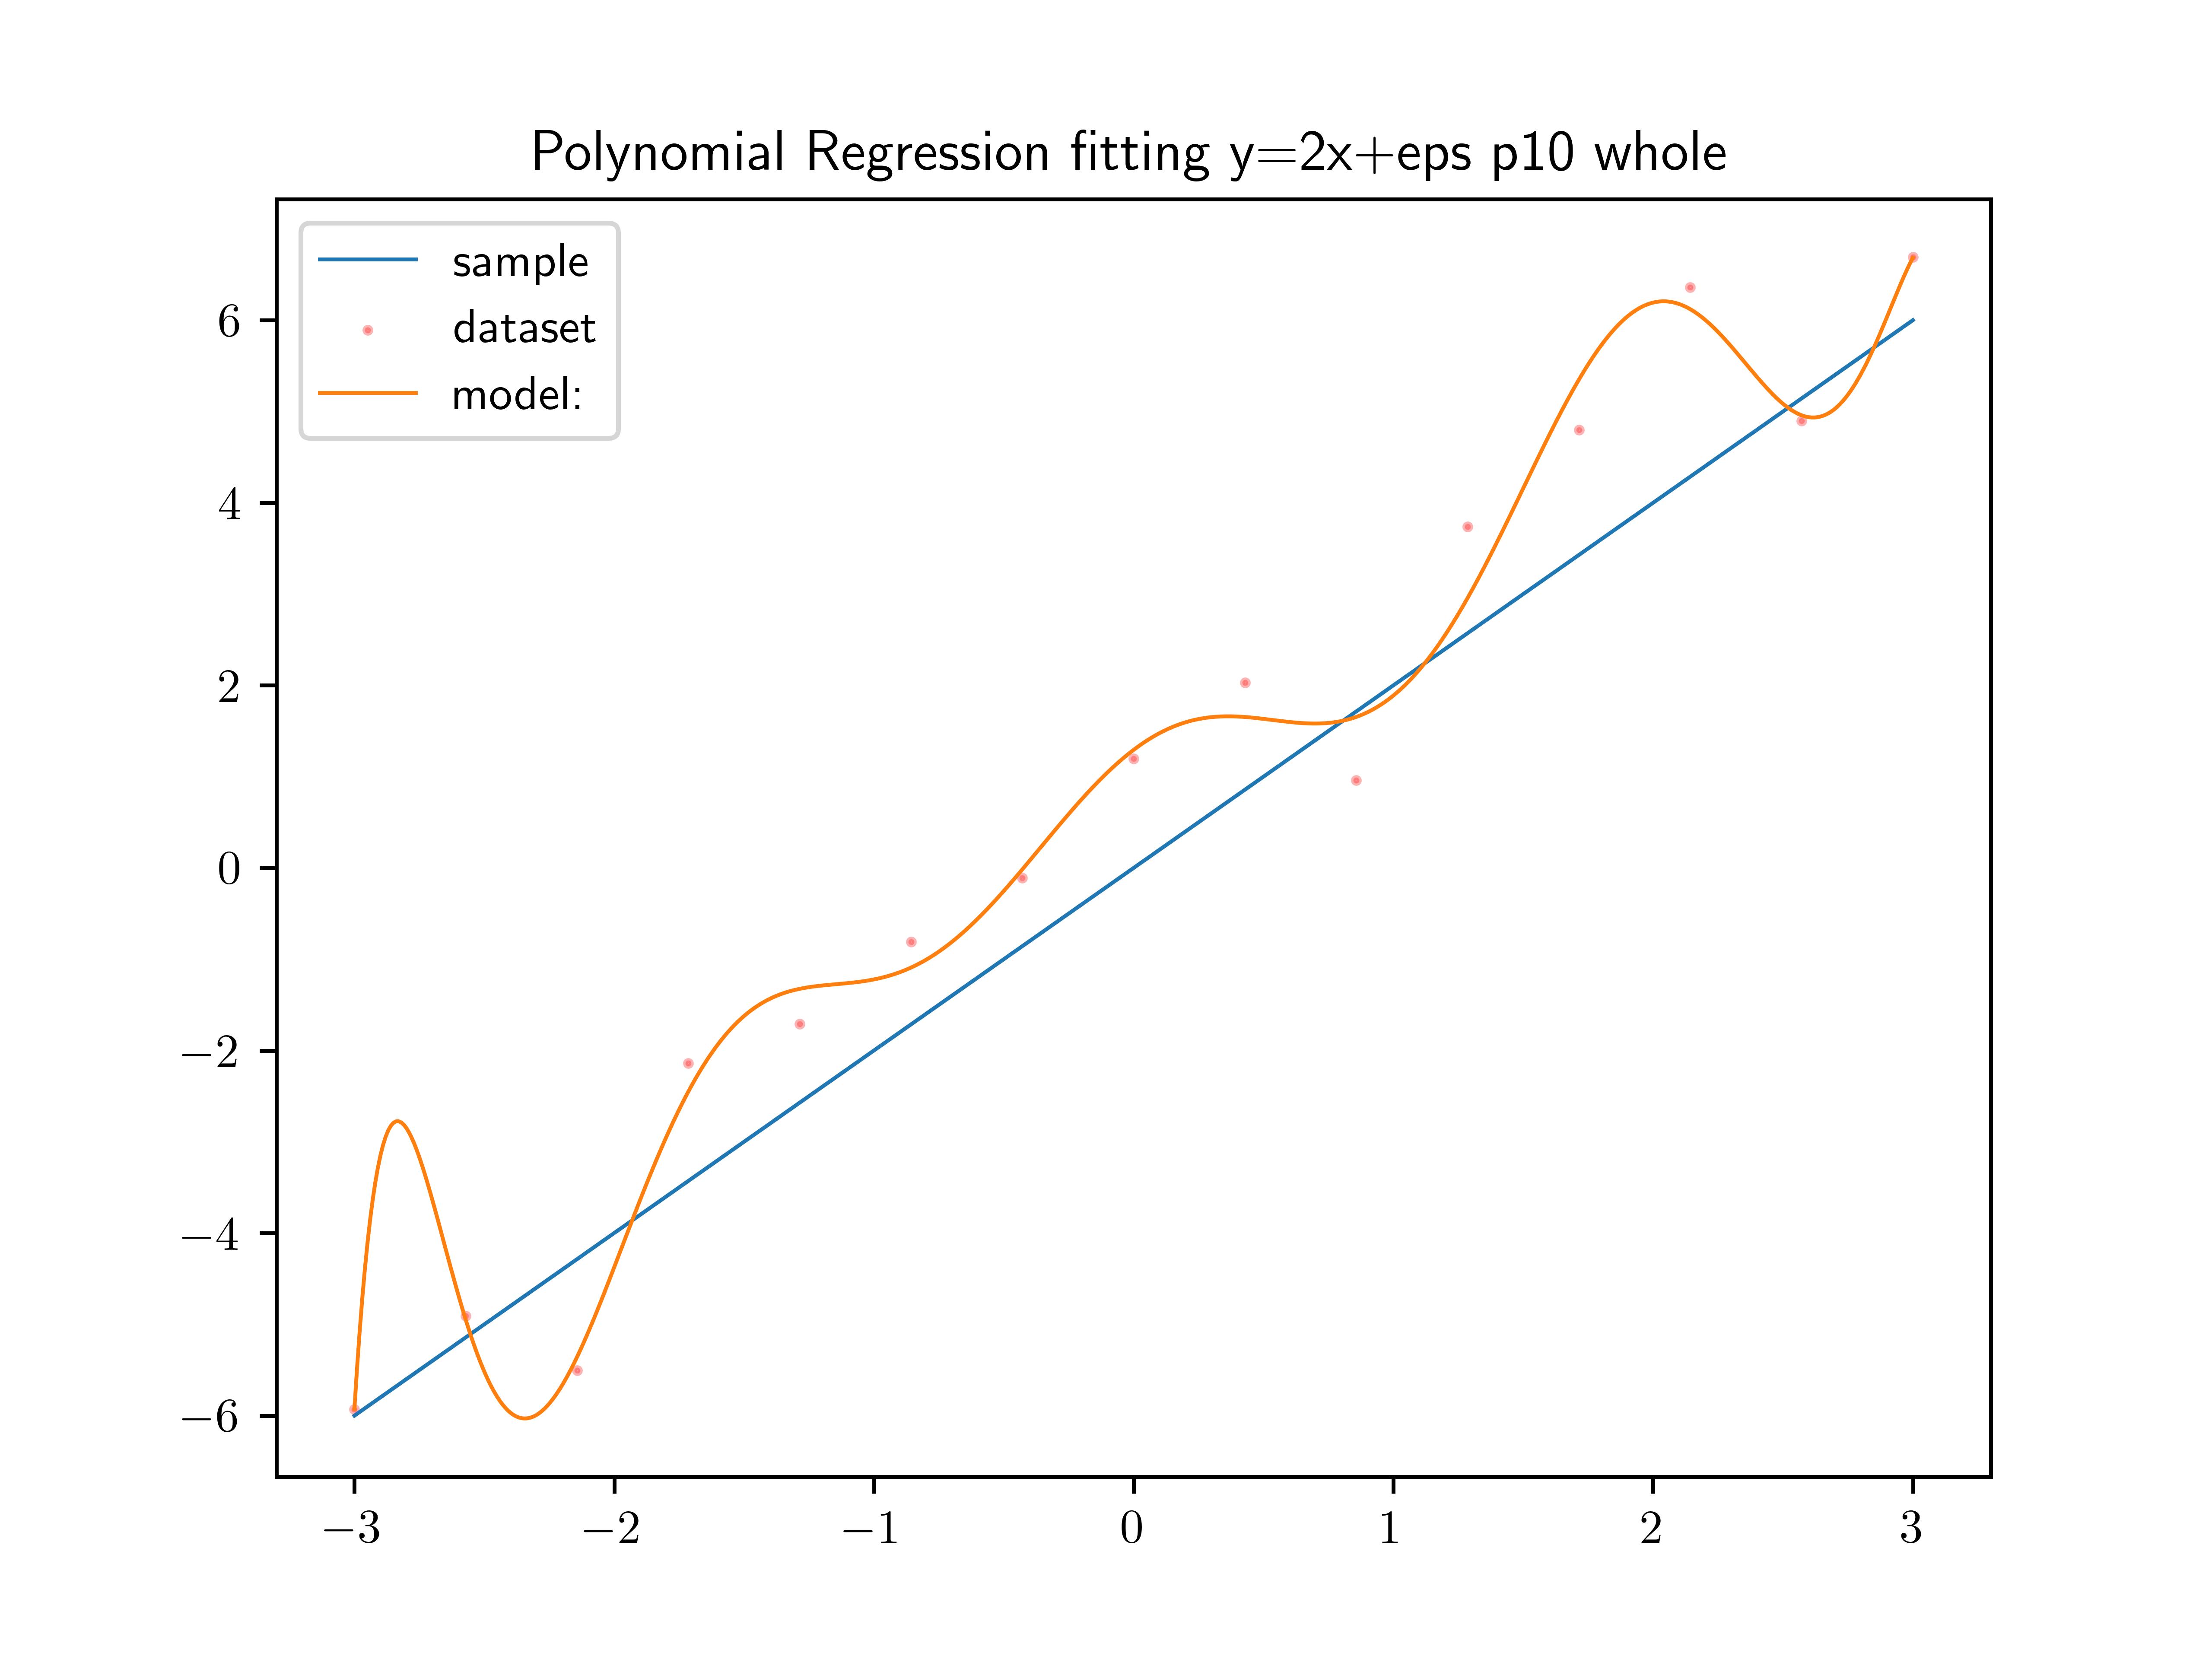 Polynomial Regression fitting y=2x+eps p10 whole
sample
dataset
model:
6
4
2
0
−2
−4
−6
−3 −2 −1 0 1 2 3